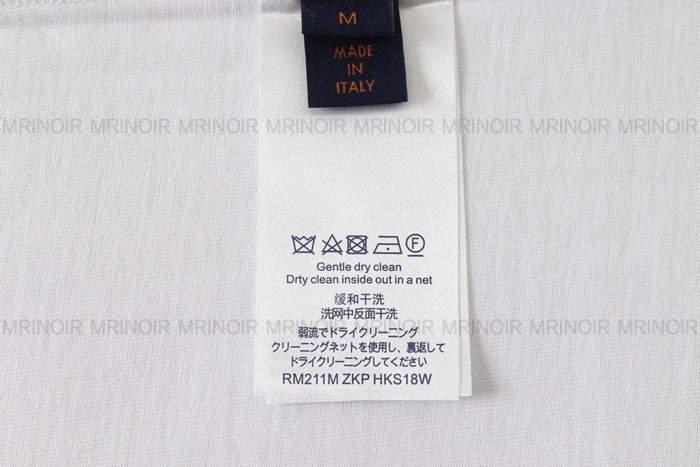 M
MADE
IN
ITALY
MRINOIR MRINOIR MRINOIR MRINOIR MRINOIR MRINOIR MRINOIR MRINOIR
F
Gentle dry clean
Drty clean inside out in a net
缓和干洗
洗网中反面干洗
MRINOIR MRINOIR MRINOIR MRINOIR MRINOIR MRINOIR MRINOIR MRINOIR
弱流でドライクリーニング
クリーニングネットを使用し、裏返して
ドライクリーニングしてください
RM211M ZKP HKS18W